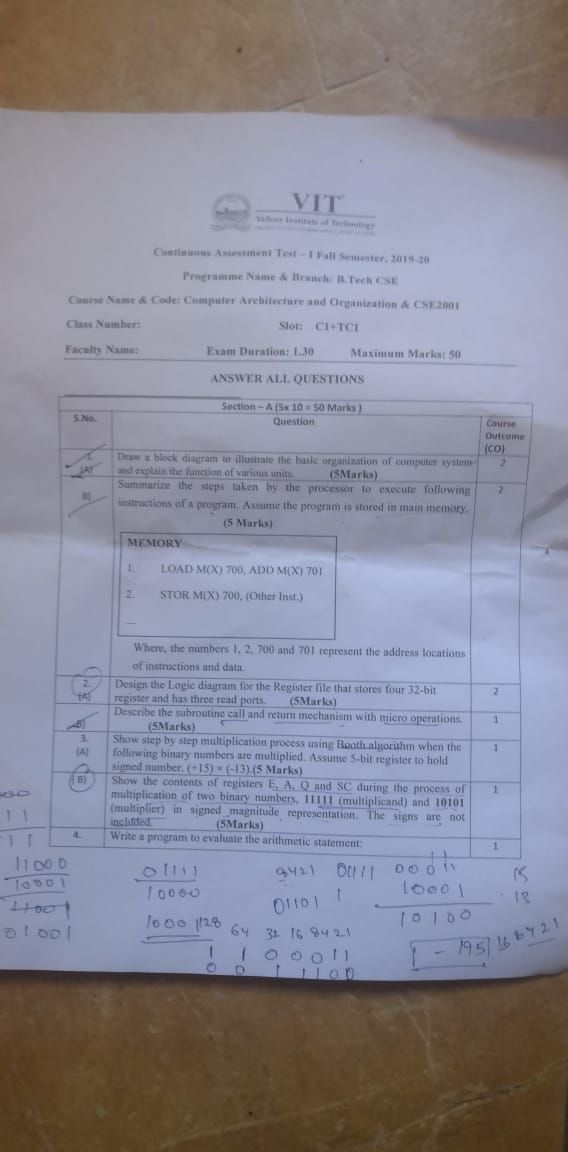 VIT
Vellore Institute of Technology
Continuous Assessment Test – I Fall Semester, 2019-20
Programme Name & Branch: B.Tech CSE
Course Name & Code: Computer Architecture and Organization & CSE2001
Class Number: Slot: C1+TC1
Faculty Name: Exam Duration: 1.30 Maximum Marks: 50
ANSWER ALL QUESTIONS
Section – A (5x 10 = 50 Marks )
S.No. Question Course Outcome (CO)
1. (A) Draw a block diagram to illustrate the basic organization of computer system 2
and explain the function of various units. (5Marks)
B) Summarize the steps taken by the processor to execute following 2
instructions of a program. Assume the program is stored in main memory.
(5 Marks)
MEMORY
1. LOAD M(X) 700, ADD M(X) 701
2. STOR M(X) 700, (Other Inst.)
....
Where, the numbers 1, 2, 700 and 701 represent the address locations
of instructions and data.
2. (A) Design the Logic diagram for the Register file that stores four 32-bit 2
register and has three read ports. (5Marks)
B) Describe the subroutine call and return mechanism with micro operations. 1
(5Marks)
3. Show step by step multiplication process using Booth algorithm when the 1
(A) following binary numbers are multiplied. Assume 5-bit register to hold
signed number. (+15) × (-13).(5 Marks)
B) Show the contents of registers E, A, Q and SC during the process of 1
multiplication of two binary numbers, 11111 (multiplicand) and 10101
(multiplier) in signed magnitude representation. The signs are not
included. (5Marks)
4. Write a program to evaluate the arithmetic statement: 1
11
11
11000
10001
11001
01001
01111
10000
10001
128 64 32 16 8421
1 1 0 0 0 1 1
0 0 1 1 1 0 0
8421
01101
00011
10001
10100
15
13
1 - 195
16 8 4 2 1